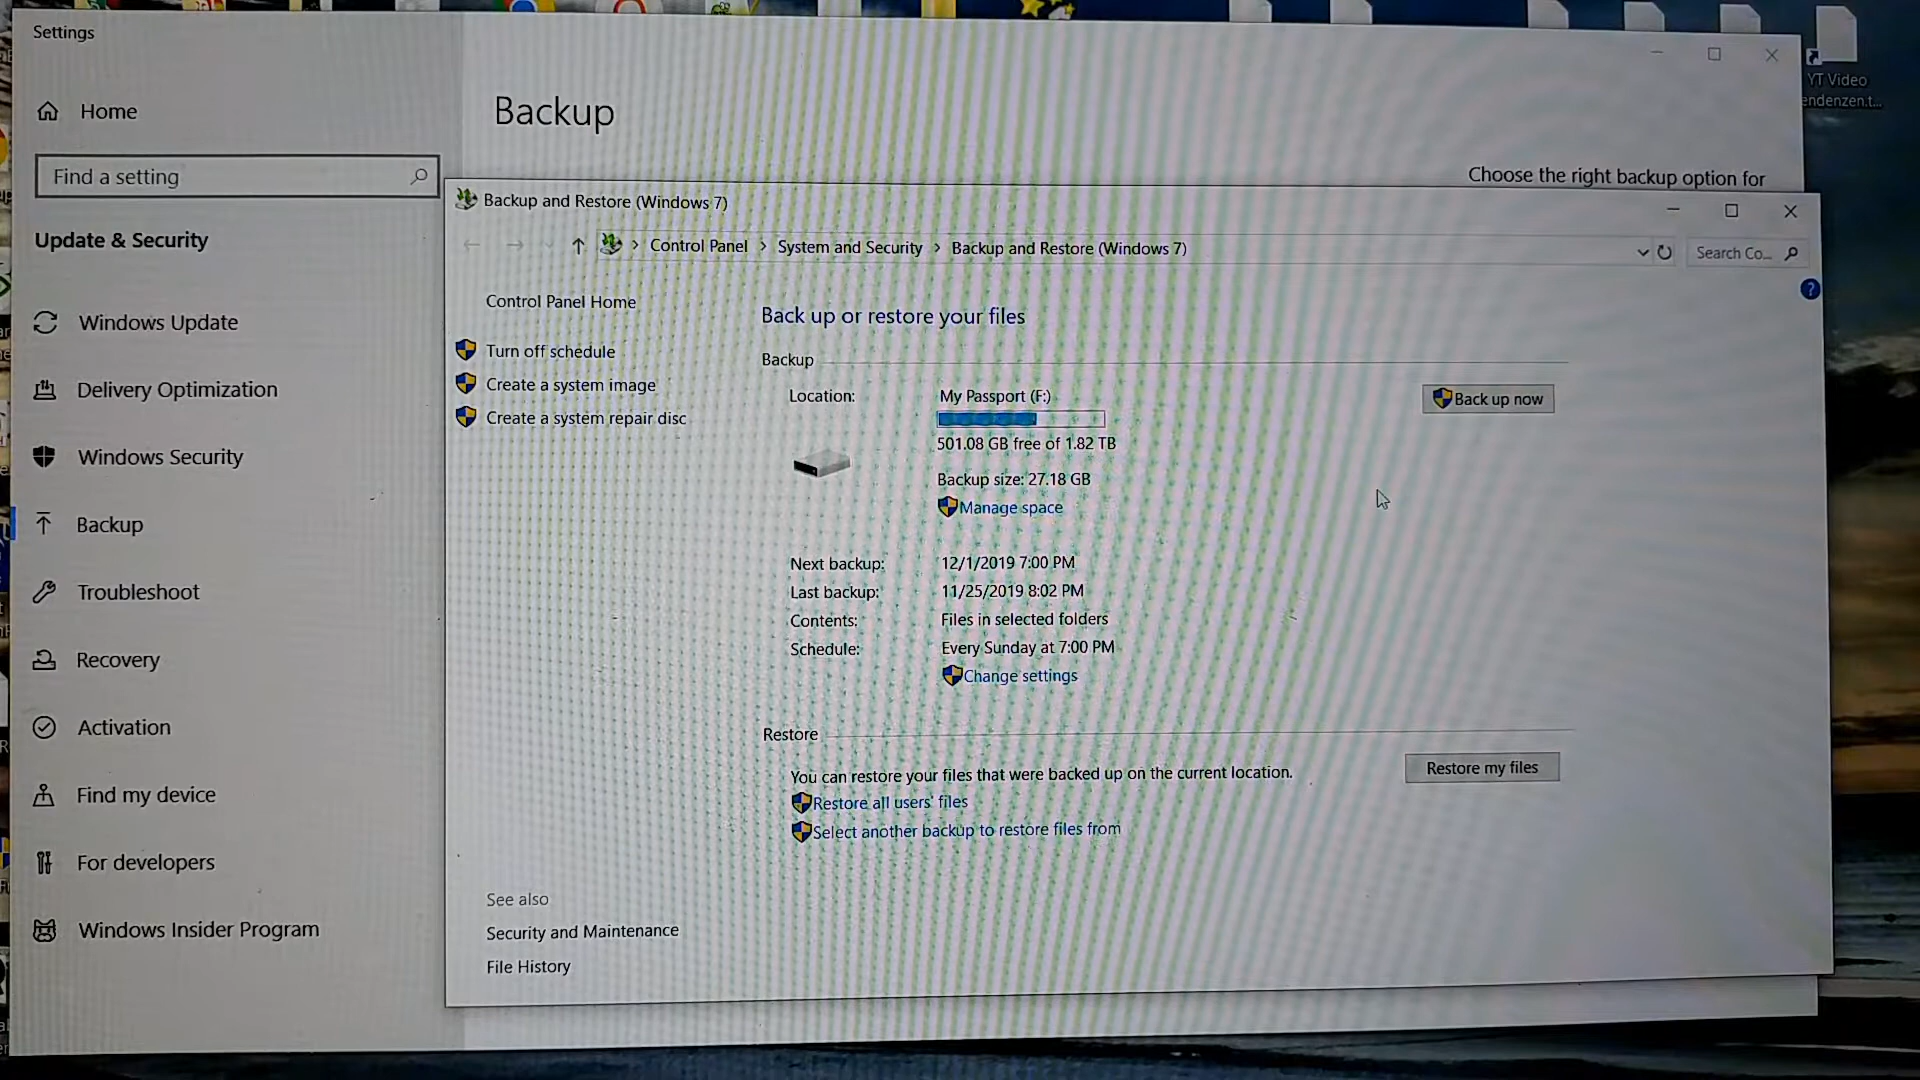 Settings
Home
Find a setting
Update & Security
Windows Update
Delivery Optimization
Windows Security
Backup
Troubleshoot
Recovery
Activation
Find my device
For developers
Windows Insider Program
Backup
Choose the right backup option for
Backup and Restore (Windows 7)
Control Panel > System and Security > Backup and Restore (Windows 7)
Search Co...
Control Panel Home
Turn off schedule
Create a system image
Create a system repair disc
Back up or restore your files
Backup
Location:
My Passport (F:)
Back up now
501.08 GB free of 1.82 TB
Backup size: 27.18 GB
Manage space
Next backup: 12/1/2019 7:00 PM
Last backup: 11/25/2019 8:02 PM
Contents: Files in selected folders
Schedule: Every Sunday at 7:00 PM
Change settings
Restore
You can restore your files that were backed up on the current location.
Restore my files
Restore all users' files
Select another backup to restore files from
See also
Security and Maintenance
File History
YT Video
endenzen.t...